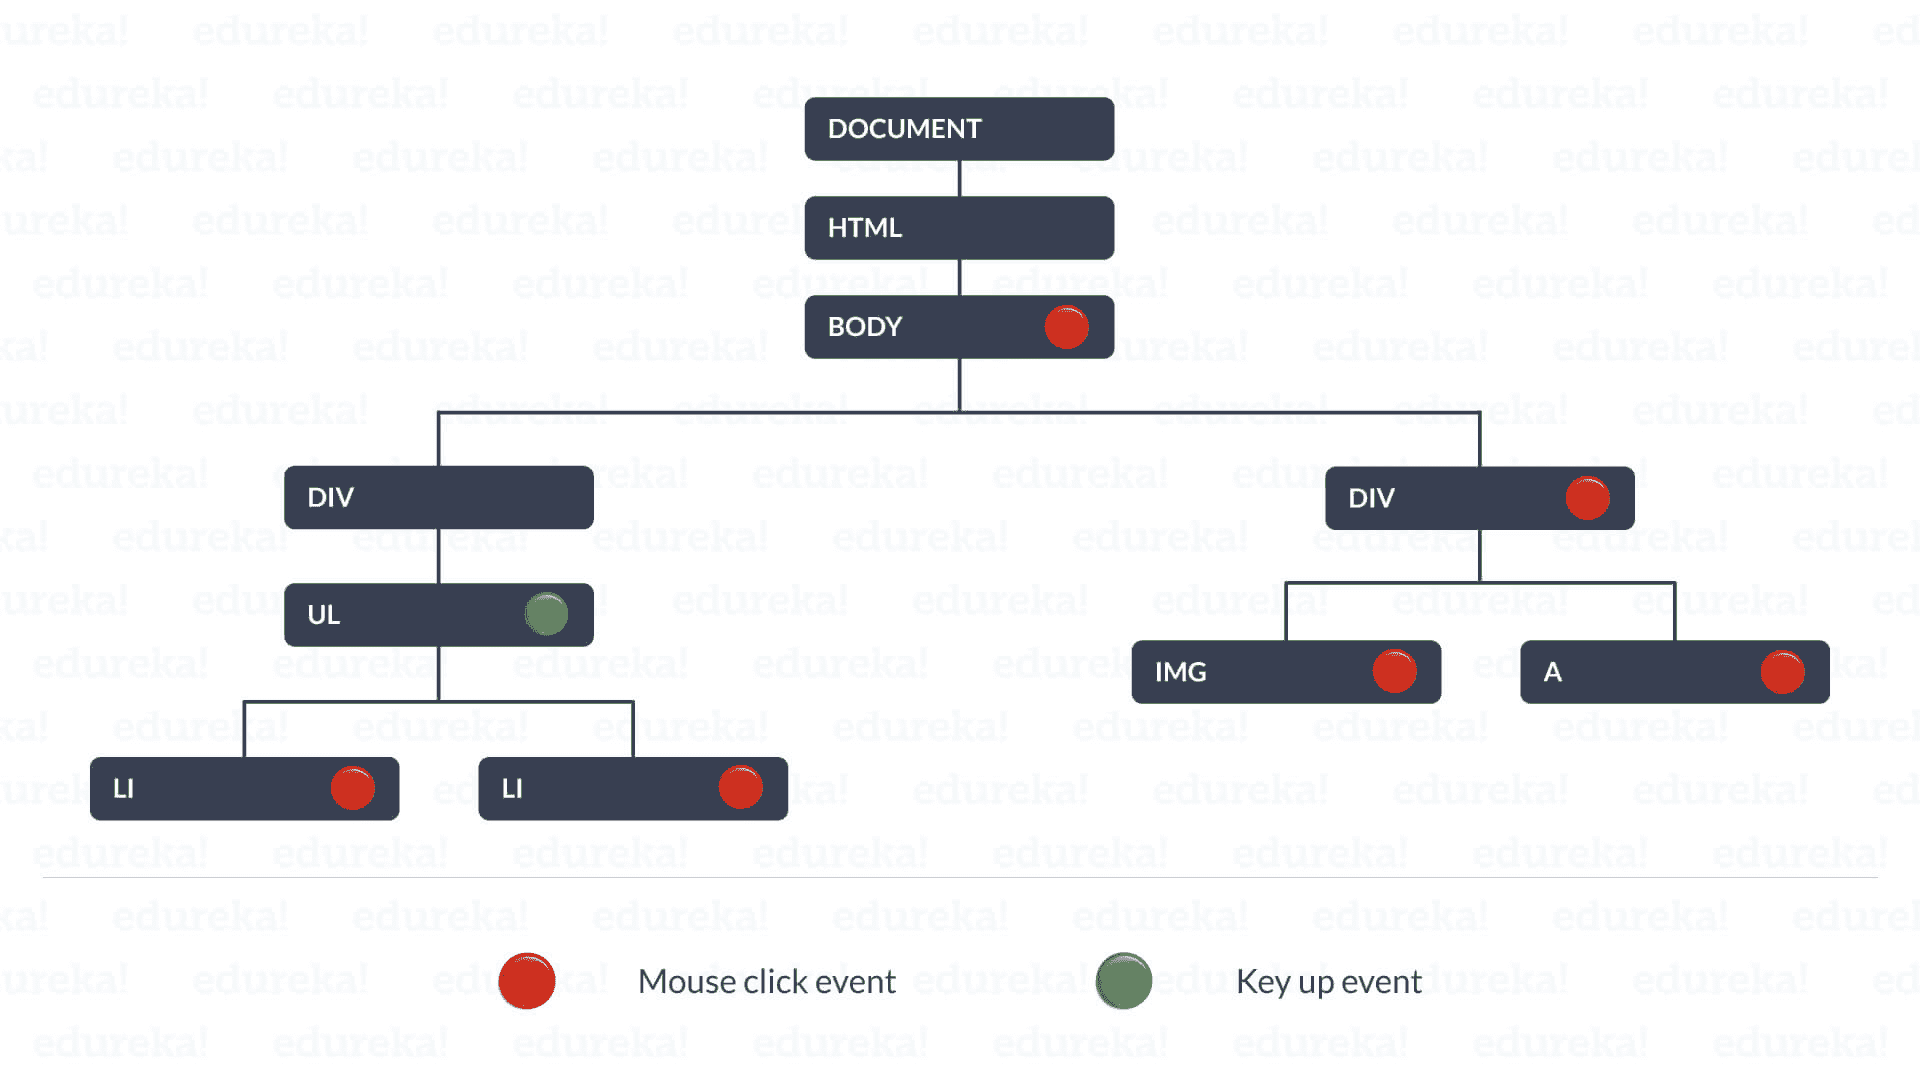 DOCUMENT
HTML
BODY
DIV
DIV
UL
IMG
A
LI
LI
Mouse click event
Key up event
edureka!